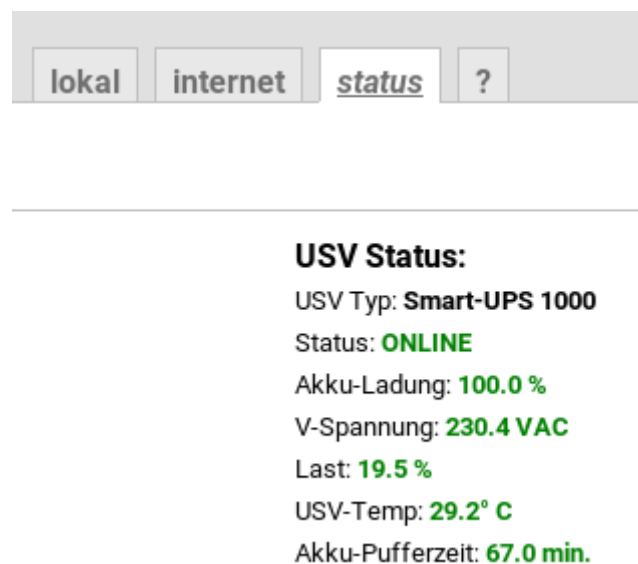 lokal internet status ?
USV Status:
USV Typ: Smart-UPS 1000
Status: ONLINE
Akku-Ladung: 100.0 %
V-Spannung: 230.4 VAC
Last: 19.5 %
USV-Temp: 29.2° C
Akku-Pufferzeit: 67.0 min.